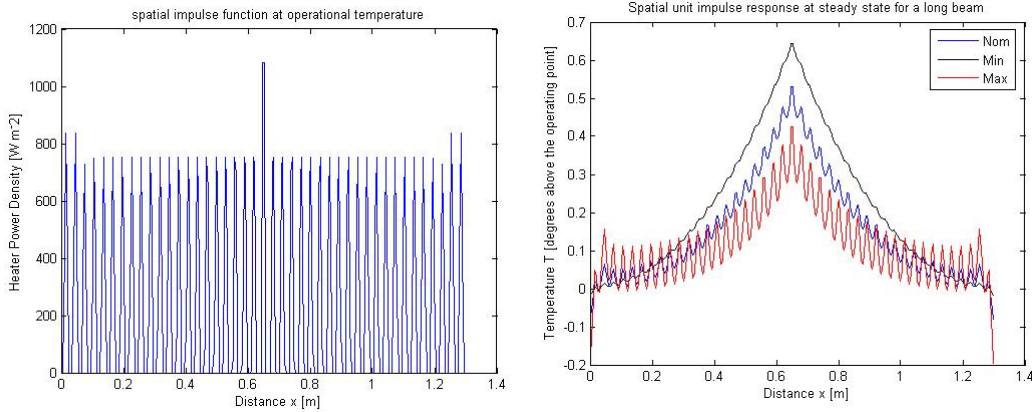 spatial impulse function at operational temperature
1200
1000
800
600
400
200
0
Heater Power Density [W m-2]
0 0.2 0.4 0.6 0.8 1 1.2 1.4
Distance x [m]
Spatial unit impulse response at steady state for a long beam
0.7
0.6
0.5
0.4
0.3
0.2
0.1
0
-0.1
-0.2
Temperature T [degrees above the operating point]
Nom
Min
Max
0 0.2 0.4 0.6 0.8 1 1.2 1.4
Distance x [m]